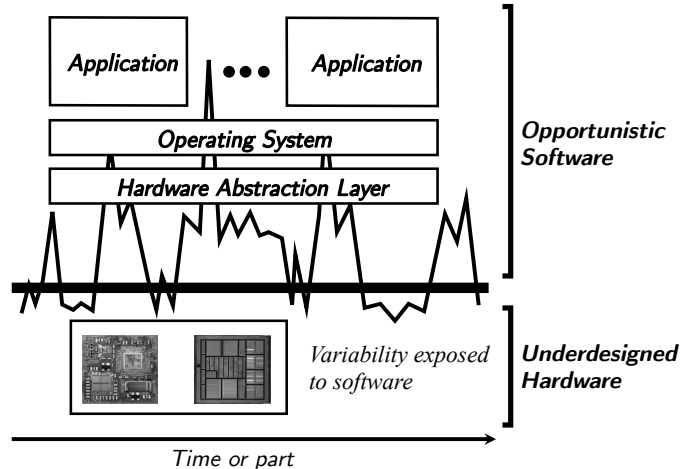 Application
Application
Operating System
Hardware Abstraction Layer
Opportunistic
Software
Variability exposed
to software
Underdesigned
Hardware
Time or part